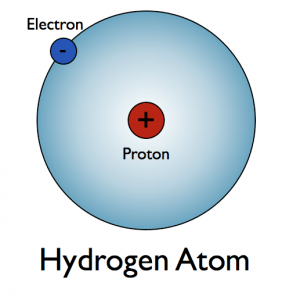 Electron
-
+
Proton
Hydrogen Atom